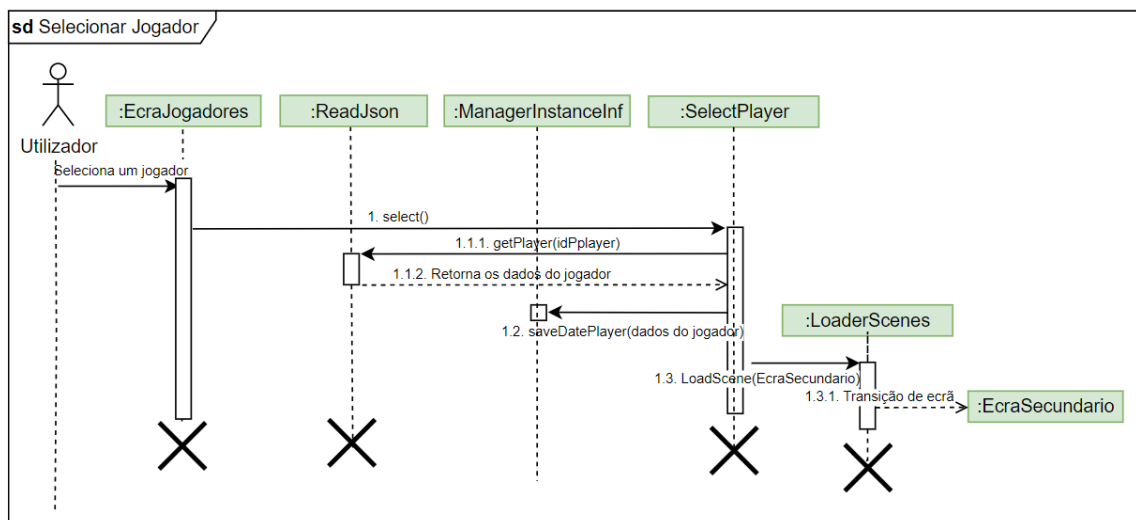 sd Selecionar Jogador
:EcraJogadores
:ReadJson
:ManagerInstanceInf
:SelectPlayer
Utilizador
Seleciona um jogador
1. select()
1.1.1. getPlayer(idPplayer)
1.1.2. Retorna os dados do jogador
1.2. saveDatePlayer(dados do jogador)
:LoaderScenes
1.3. LoadScene(EcraSecundario)
1.3.1. Transição de ecrã
:EcraSecundario